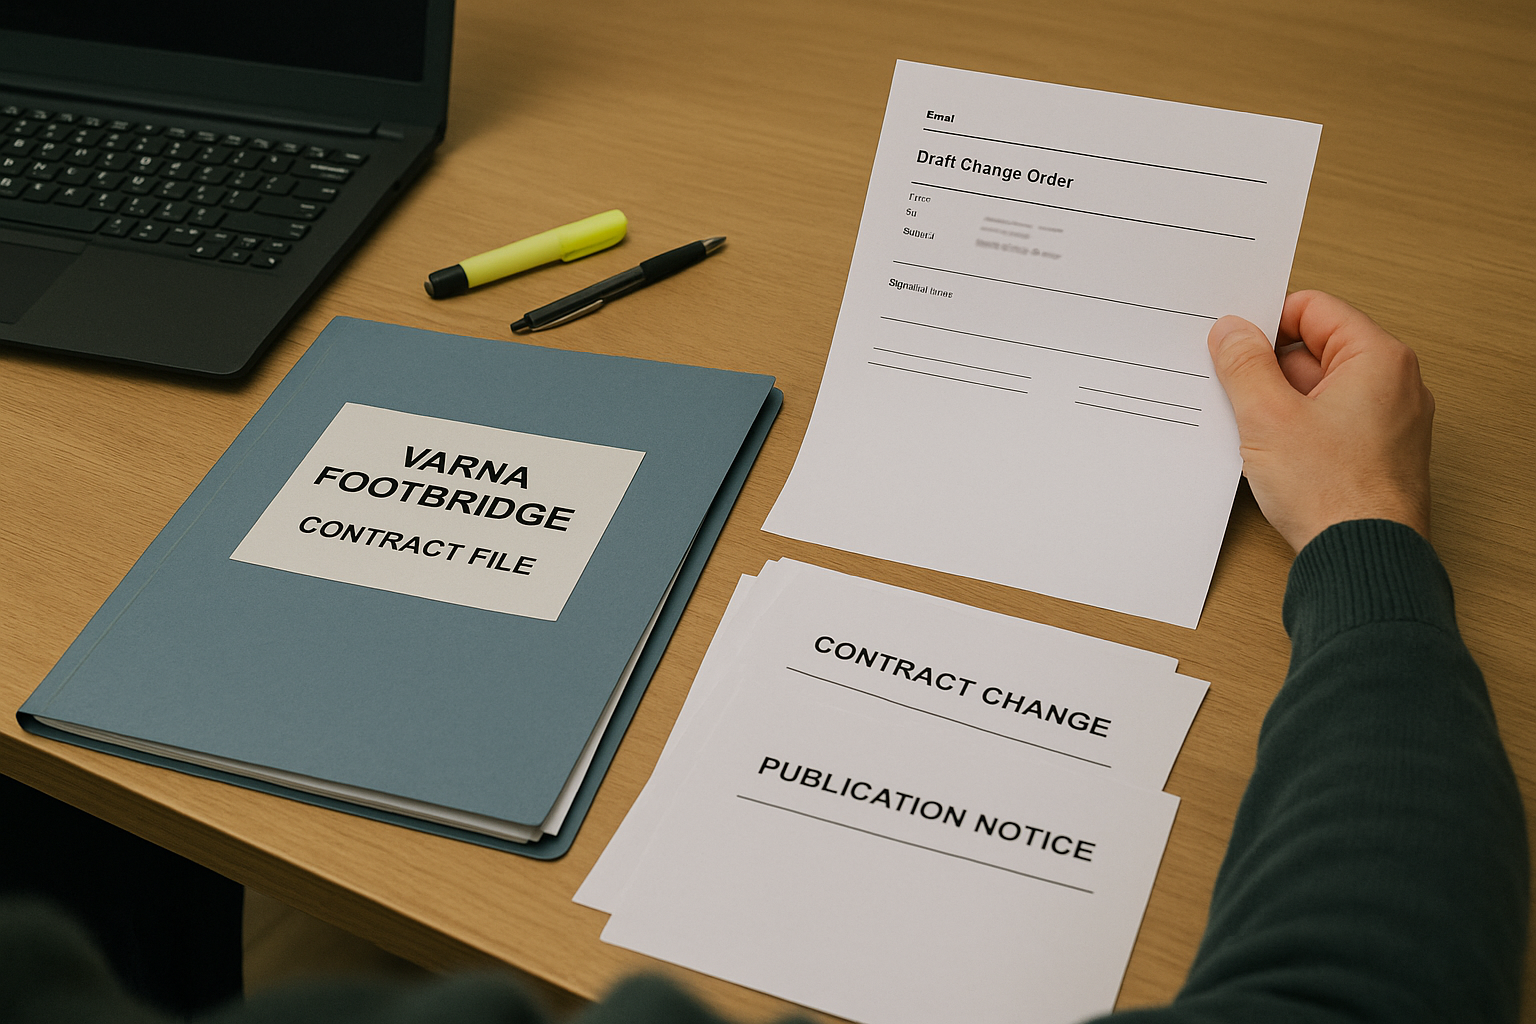 VARNA
FOOTBRIDGE
CONTRACT FILE
Emal
Draft Change Order
CONTRACT CHANGE
PUBLICATION NOTICE